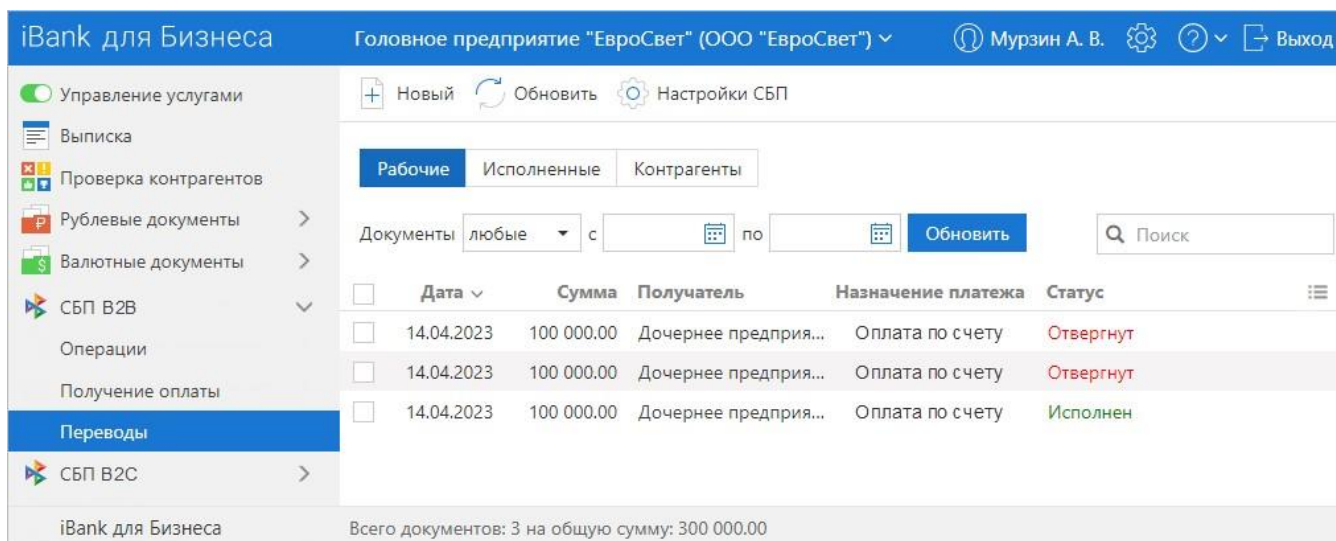 iBank для Бизнеса
Головное предприятие "ЕвроСвет" (ООО "ЕвроСвет")
Мурзин А. В.
Выход
Управление услугами
Выписка
Проверка контрагентов
Рублевые документы
Валютные документы
СБП B2B
Операции
Получение оплаты
Переводы
СБП B2C
iBank для Бизнеса
Новый Обновить Настройки СБП
Рабочие Исполненные Контрагенты
Документы любые с по Обновить Поиск
Дата Сумма Получатель Назначение платежа Статус
14.04.2023 100 000.00 Дочернее предприя... Оплата по счету Отвергнут
14.04.2023 100 000.00 Дочернее предприя... Оплата по счету Отвергнут
14.04.2023 100 000.00 Дочернее предприя... Оплата по счету Исполнен
Всего документов: 3 на общую сумму: 300 000.00